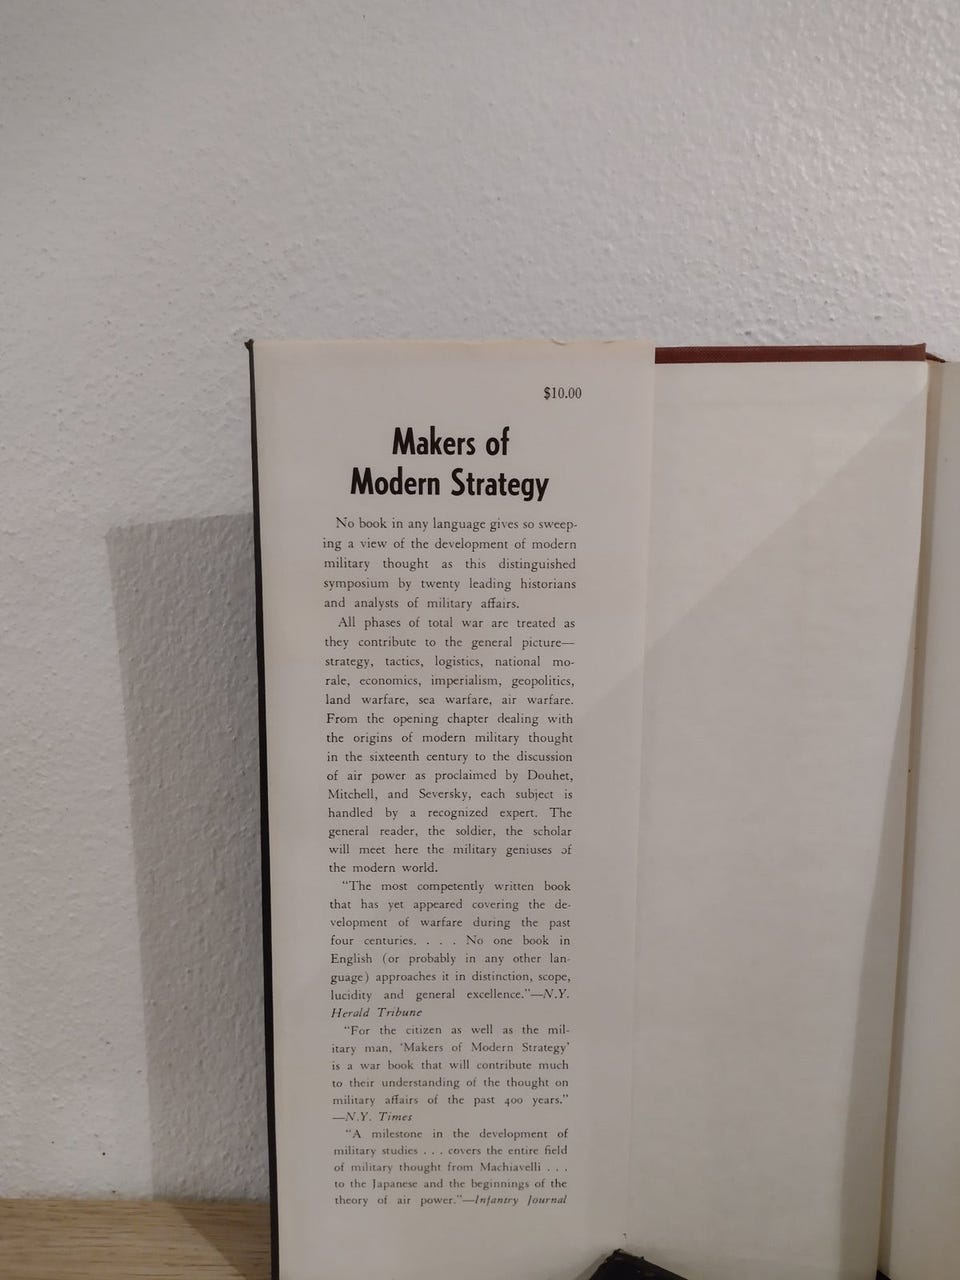 $10.00
Makers of
Modern Strategy
No book in any language gives so sweep-
ing a view of the development of modern
military thought as this distinguished
symposium by twenty leading historians
and analysts of military affairs.
All phases of total war are treated as
they contribute to the general picture—
strategy, tactics, logistics, national mo-
rale, economics, imperialism, geopolitics,
land warfare, sea warfare, air warfare.
From the opening chapter dealing with
the origins of modern military thought
in the sixteenth century to the discussion
of air power as proclaimed by Douhet,
Mitchell, and Seversky, each subject is
handled by a recognized expert. The
general reader, the soldier, the scholar
will meet here the military geniuses of
the modern world.
"The most competently written book
that has yet appeared covering the de-
velopment of warfare during the past
four centuries. . . . No one book in
English (or probably in any other lan-
guage) approaches it in distinction, scope,
lucidity and general excellence."—N.Y.
Herald Tribune
"For the citizen as well as the mil-
itary man, 'Makers of Modern Strategy'
is a war book that will contribute much
to their understanding of the thought on
military affairs of the past 400 years."
—N.Y. Times
"A milestone in the development of
military studies . . . covers the entire field
of military thought from Machiavelli . . .
to the Japanese and the beginnings of the
theory of air power."—Infantry Journal